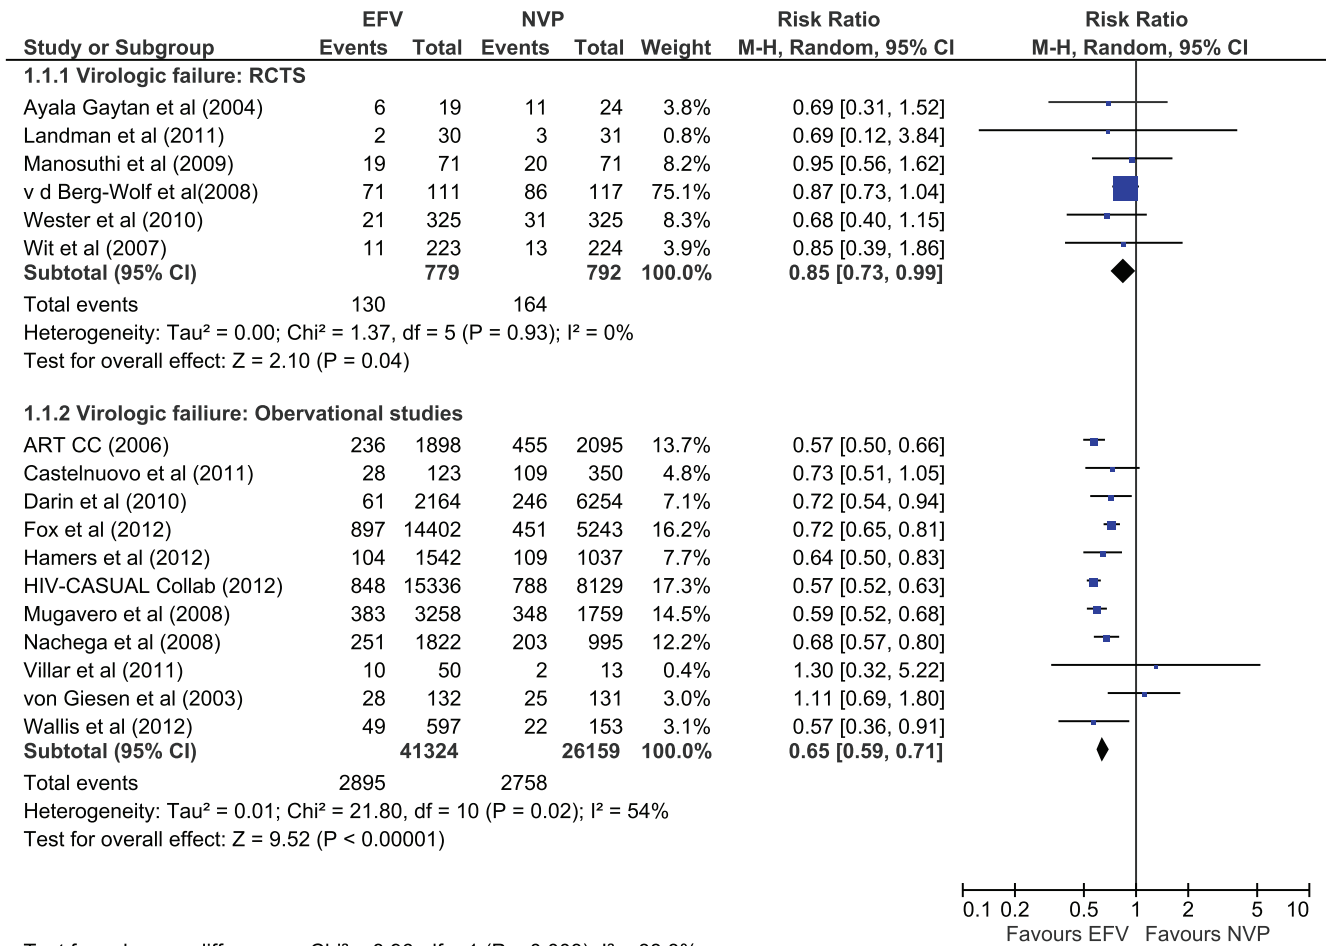 EFV NVP Risk Ratio Risk Ratio
Study or Subgroup Events Total Events Total Weight M-H, Random, 95% CI M-H, Random, 95% CI
1.1.1 Virologic failure: RCTS
Ayala Gaytan et al (2004) 6 19 11 24 3.8% 0.69 [0.31, 1.52]
Landman et al (2011) 2 30 3 31 0.8% 0.69 [0.12, 3.84]
Manosuthi et al (2009) 19 71 20 71 8.2% 0.95 [0.56, 1.62]
v d Berg-Wolf et al(2008) 71 111 86 117 75.1% 0.87 [0.73, 1.04]
Wester et al (2010) 21 325 31 325 8.3% 0.68 [0.40, 1.15]
Wit et al (2007) 11 223 13 224 3.9% 0.85 [0.39, 1.86]
Subtotal (95% CI) 779 792 100.0% 0.85 [0.73, 0.99]
Total events 130 164
Heterogeneity: Tau² = 0.00; Chi² = 1.37, df = 5 (P = 0.93); I² = 0%
Test for overall effect: Z = 2.10 (P = 0.04)
1.1.2 Virologic failiure: Obervational studies
ART CC (2006) 236 1898 455 2095 13.7% 0.57 [0.50, 0.66]
Castelnuovo et al (2011) 28 123 109 350 4.8% 0.73 [0.51, 1.05]
Darin et al (2010) 61 2164 246 6254 7.1% 0.72 [0.54, 0.94]
Fox et al (2012) 897 14402 451 5243 16.2% 0.72 [0.65, 0.81]
Hamers et al (2012) 104 1542 109 1037 7.7% 0.64 [0.50, 0.83]
HIV-CASUAL Collab (2012) 848 15336 788 8129 17.3% 0.57 [0.52, 0.63]
Mugavero et al (2008) 383 3258 348 1759 14.5% 0.59 [0.52, 0.68]
Nachega et al (2008) 251 1822 203 995 12.2% 0.68 [0.57, 0.80]
Villar et al (2011) 10 50 2 13 0.4% 1.30 [0.32, 5.22]
von Giesen et al (2003) 28 132 25 131 3.0% 1.11 [0.69, 1.80]
Wallis et al (2012) 49 597 22 153 3.1% 0.57 [0.36, 0.91]
Subtotal (95% CI) 41324 26159 100.0% 0.65 [0.59, 0.71]
Total events 2895 2758
Heterogeneity: Tau² = 0.01; Chi² = 21.80, df = 10 (P = 0.02); I² = 54%
Test for overall effect: Z = 9.52 (P < 0.00001)
0.1 0.2 0.5 1 2 5 10
Favours EFV Favours NVP